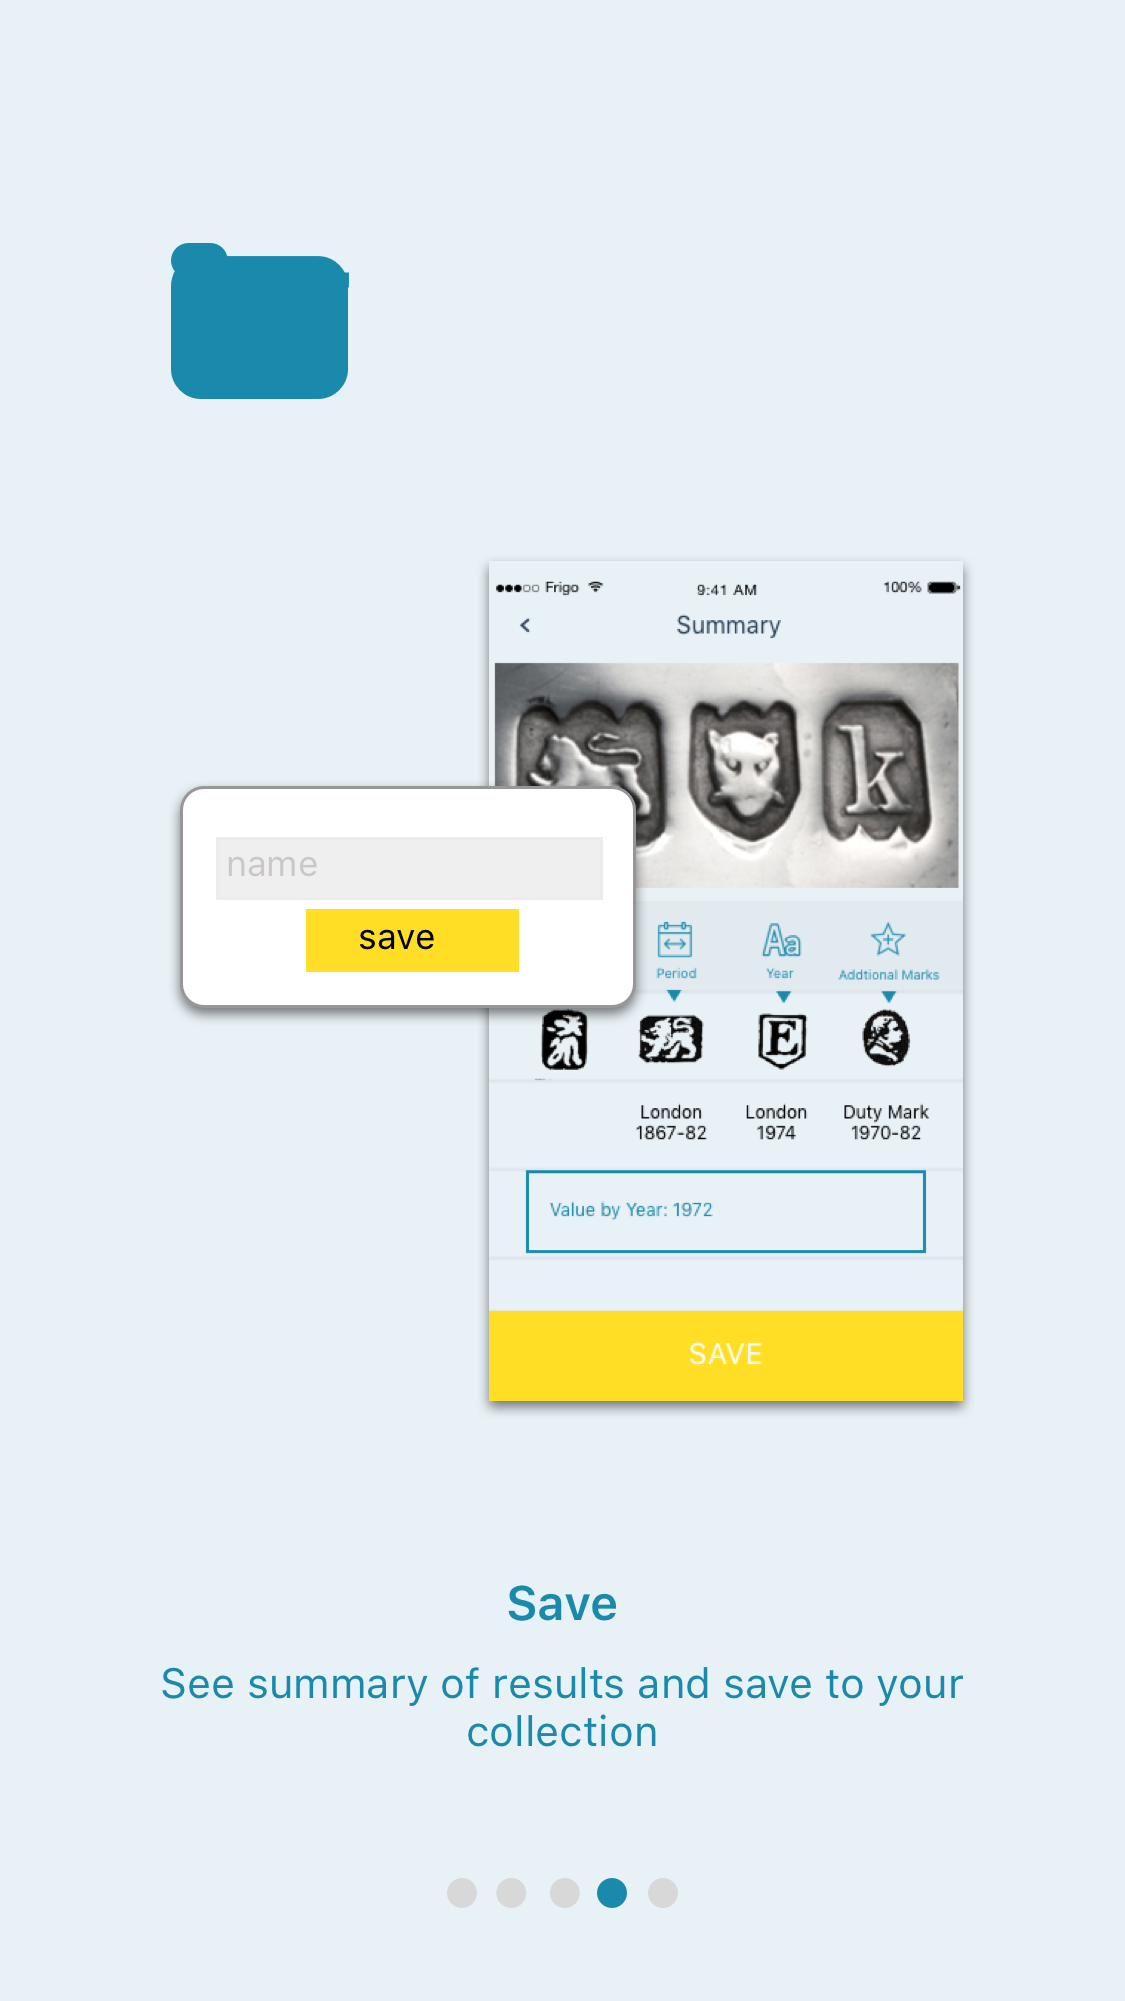 Frigo
9:41 AM
100%
Summary
k
name
save
Period
Year
Addtional Marks
Aa
E
London
1867-82
London
1974
Duty Mark
1970-82
Value by Year: 1972
SAVE
Save
See summary of results and save to your
collection